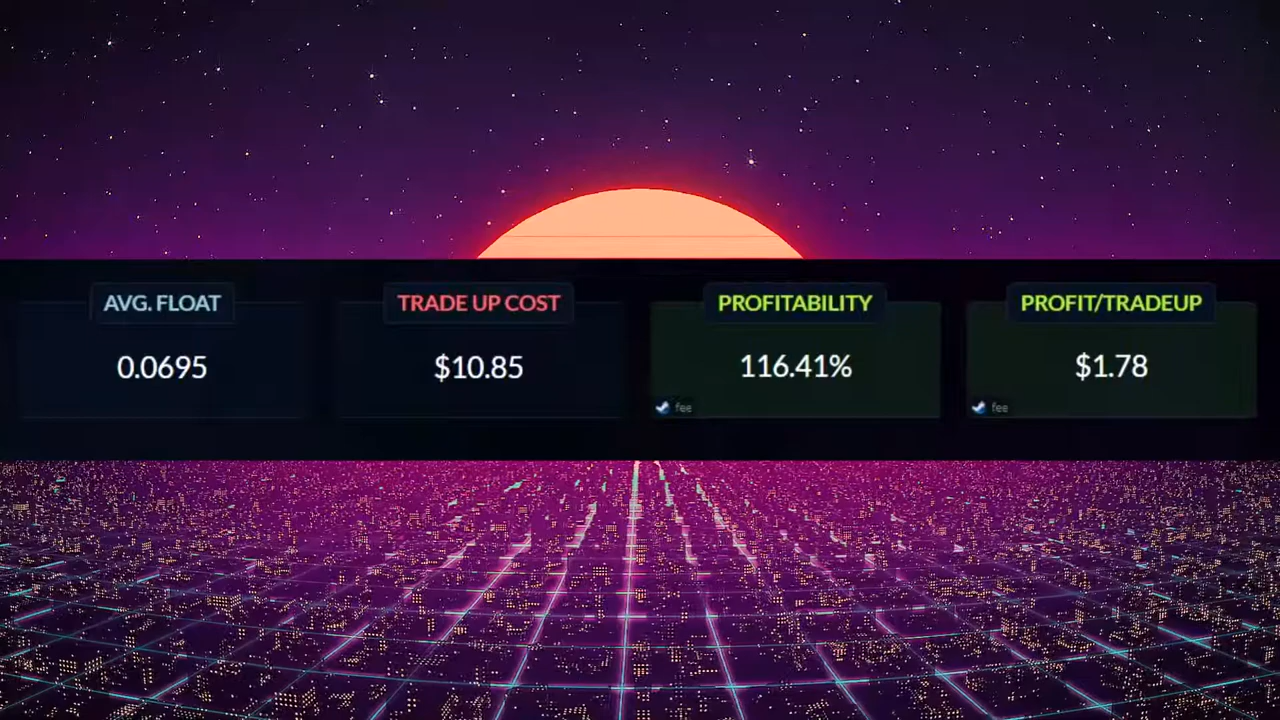 AVG. FLOAT
0.0695
TRADE UP COST
$10.85
PROFITABILITY
116.41%
fee
PROFIT/TRADEUP
$1.78
fee